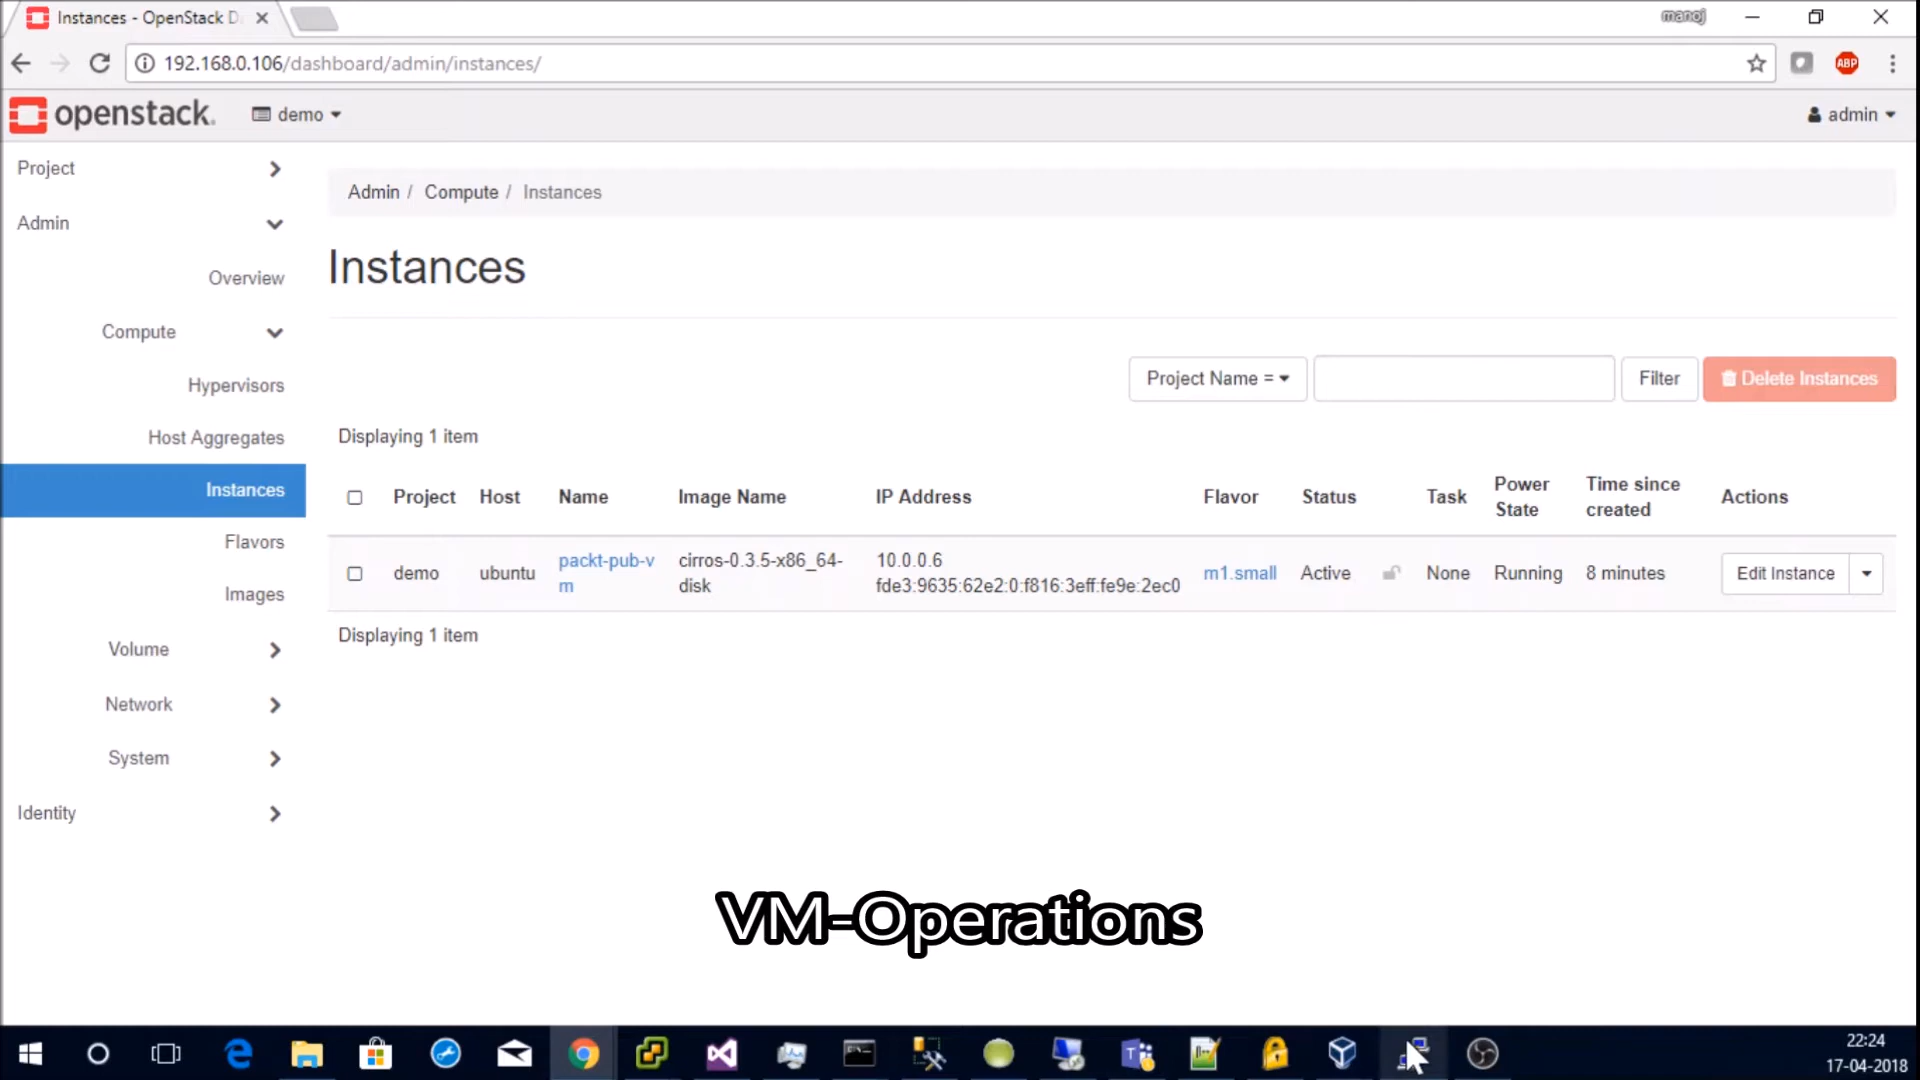 Instances - OpenStack D
manoj
192.168.0.106/dashboard/admin/instances/
ABP
openstack.
demo
admin
Project
Admin
Overview
Compute
Hypervisors
Host Aggregates
Instances
Flavors
Images
Volume
Network
System
Identity
Admin / Compute / Instances
Instances
Project Name =
Filter
Delete Instances
Displaying 1 item
Project Host Name Image Name IP Address Flavor Status Task Power State Time since created Actions
demo ubuntu packt-pub-vm cirros-0.3.5-x86_64-disk 10.0.0.6 fde3:9635:62e2:0:f816:3eff:fe9e:2ec0 m1.small Active None Running 8 minutes Edit Instance
Displaying 1 item
VM-Operations
22:24
17-04-2018